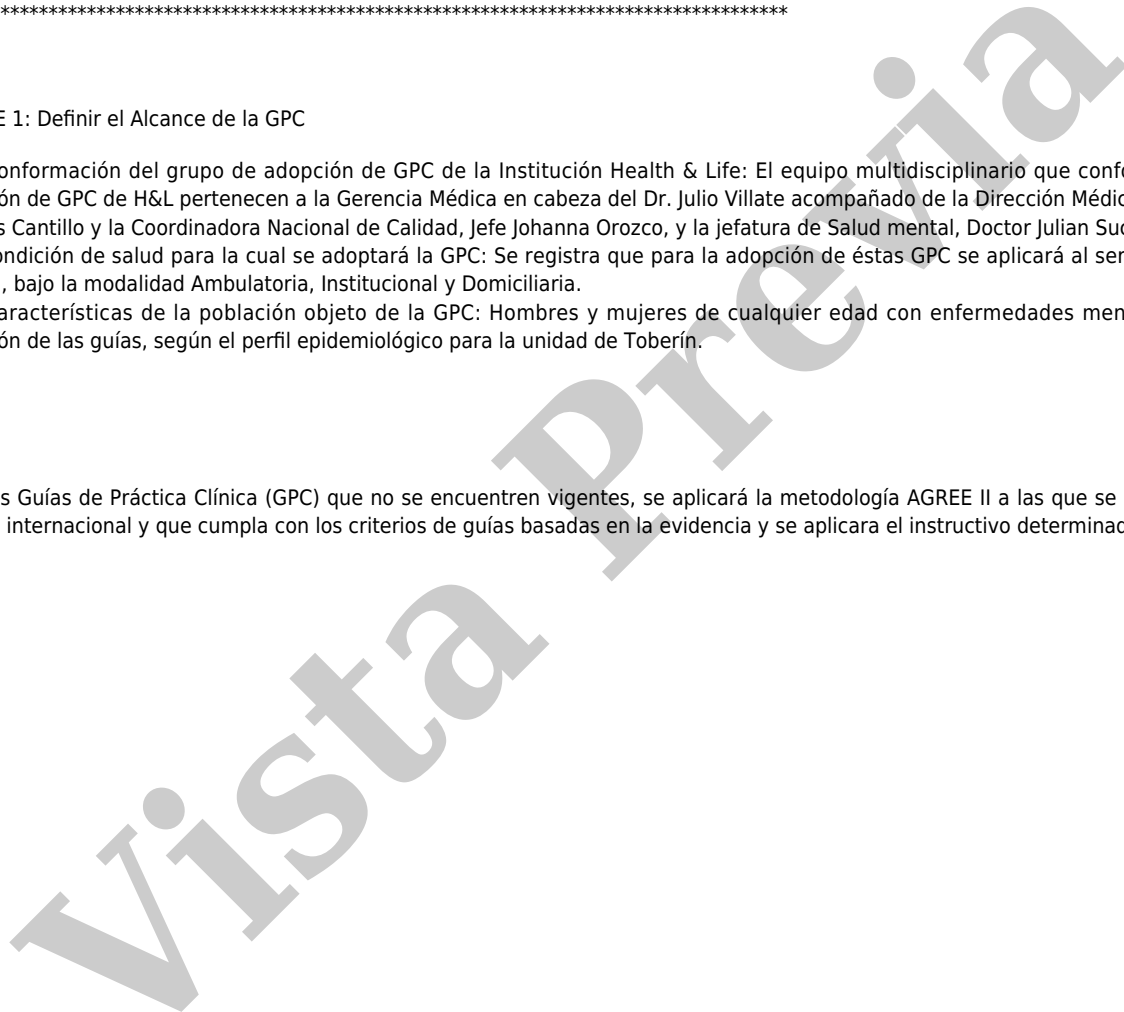 **********************************************************************************
E 1: Definir el Alcance de la GPC
onformación del grupo de adopción de GPC de la Institución Health & Life: El equipo multidisciplinario que confo
ón de GPC de H&L pertenecen a la Gerencia Médica en cabeza del Dr. Julio Villate acompañado de la Dirección Médic
s Cantillo y la Coordinadora Nacional de Calidad, Jefe Johanna Orozco, y la jefatura de Salud mental, Doctor Julian Suc
ondición de salud para la cual se adoptará la GPC: Se registra que para la adopción de éstas GPC se aplicará al ser
, bajo la modalidad Ambulatoria, Institucional y Domiciliaria.
aracterísticas de la población objeto de la GPC: Hombres y mujeres de cualquier edad con enfermedades men
ón de las guías, según el perfil epidemiológico para la unidad de Toberín.
s Guías de Práctica Clínica (GPC) que no se encuentren vigentes, se aplicará la metodología AGREE II a las que se
internacional y que cumpla con los criterios de guías basadas en la evidencia y se aplicara el instructivo determinad
Vista Previa